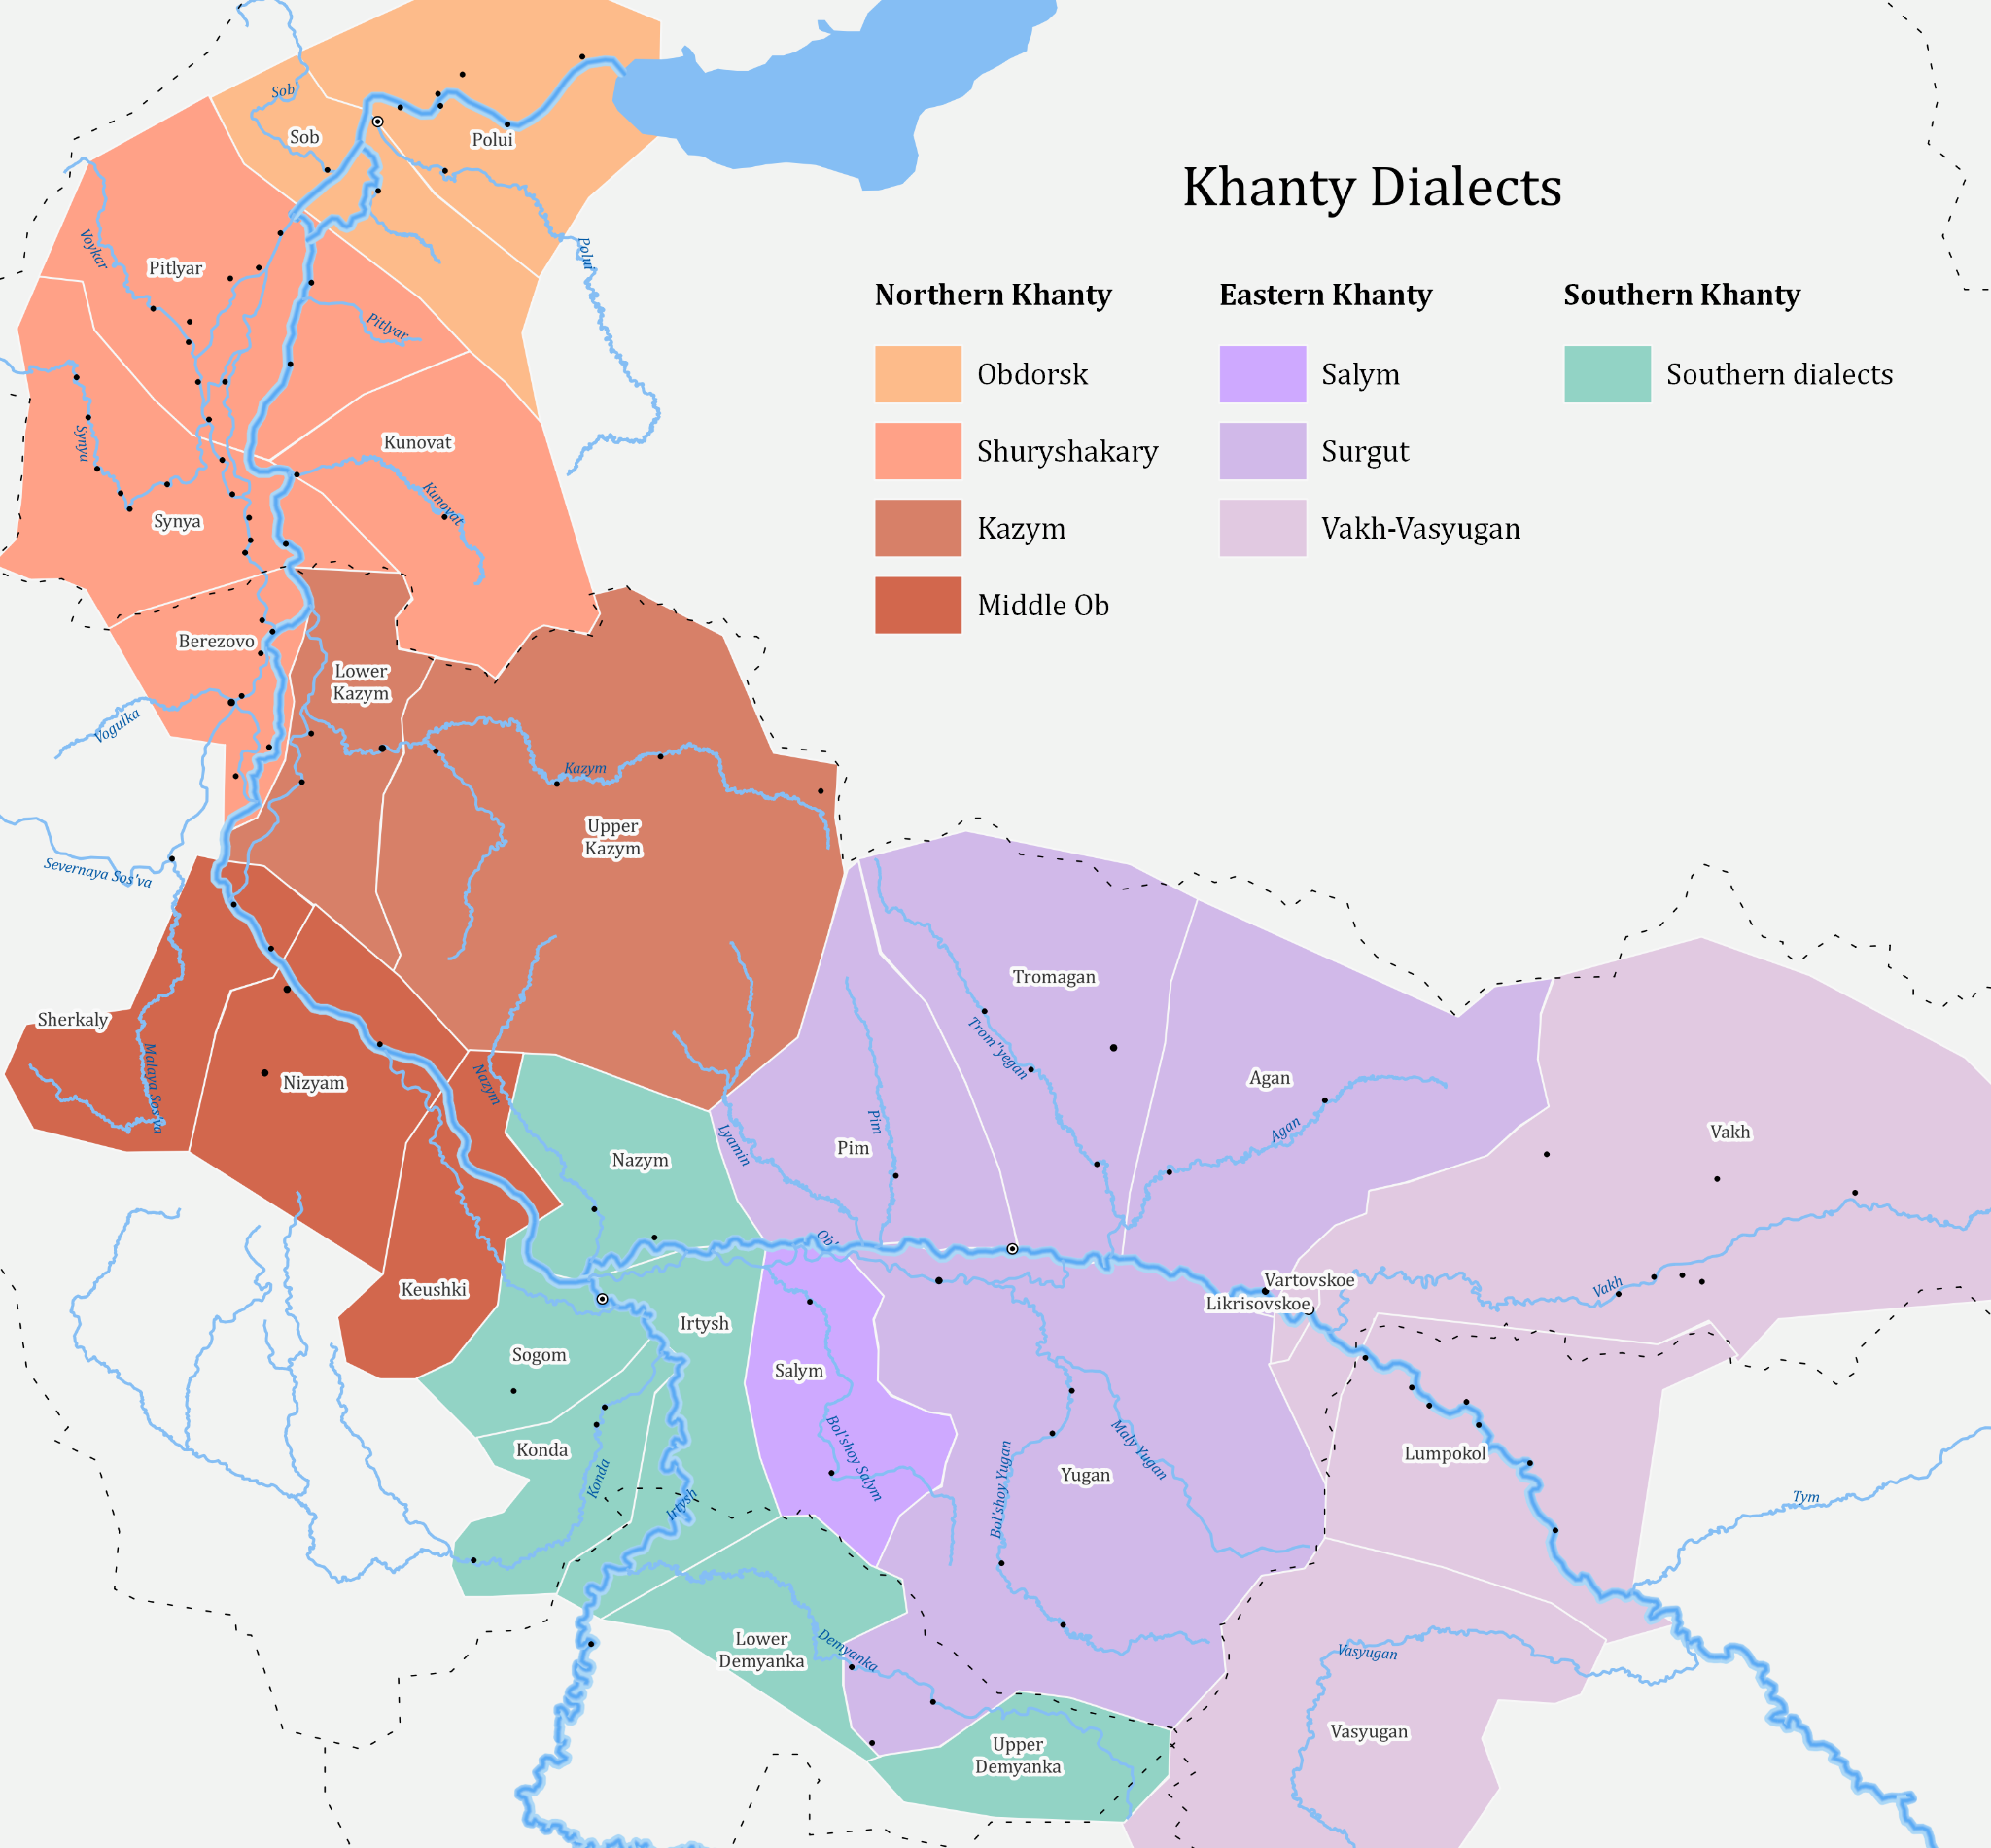 Khanty Dialects
Northern Khanty
Obdorsk
Shuryshakary
Kazym
Middle Ob
Eastern Khanty
Salym
Surgut
Vakh-Vasyugan
Southern Khanty
Southern dialects
Sob'
Sob
Polui
Polui
Voykar
Pitlyar
Pitlyar
Kunovat
Synya
Kunovat
Synya
Berezovo
Lower
Kazym
Vogulka
Kazym
Upper
Kazym
Severnaya Sos'va
Tromagan
Sherkaly
Trom"yegan
Malaya Sos'va
Nizyam
Nazym
Agan
Agan
Pim
Lyamin
Pim
Nazym
Vakh
Ob'
Keushki
Vartovskoe
Vakh
Likrisovskoe
Irtysh
Sogom
Salym
Konda
Konda
Bol'shoy Salym
Maly Yugan
Lumpokol
Yugan
Bol'shoy Yugan
Irtysh
Tym
Lower
Demyanka
Demyanka
Vasyugan
Vasyugan
Upper
Demyanka